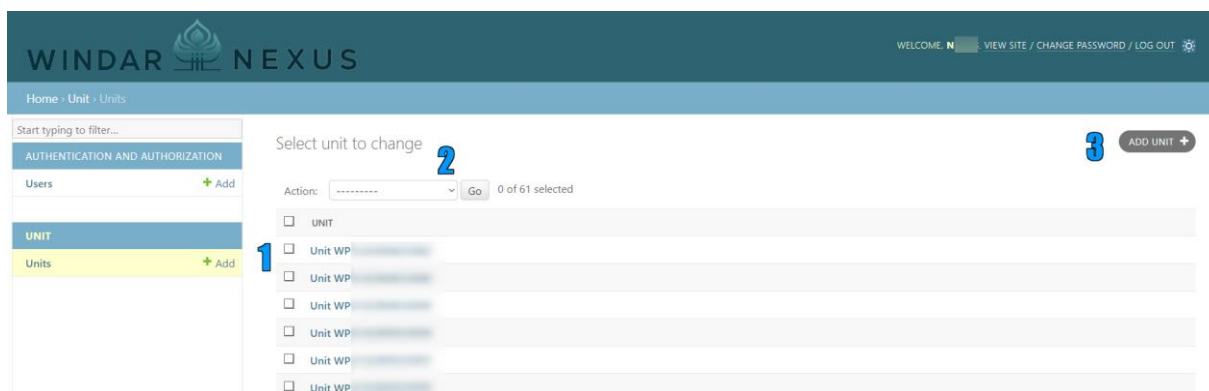 WINDAR NEXUS
WELCOME, N VIEW SITE / CHANGE PASSWORD / LOG OUT
Home › Unit › Units
Start typing to filter...
AUTHENTICATION AND AUTHORIZATION
Users + Add
UNIT
Units + Add
Select unit to change
2
3
ADD UNIT +
Action: --------- Go 0 of 61 selected
UNIT
1
Unit WP
Unit WP
Unit WP
Unit WP
Unit WP
Unit WP